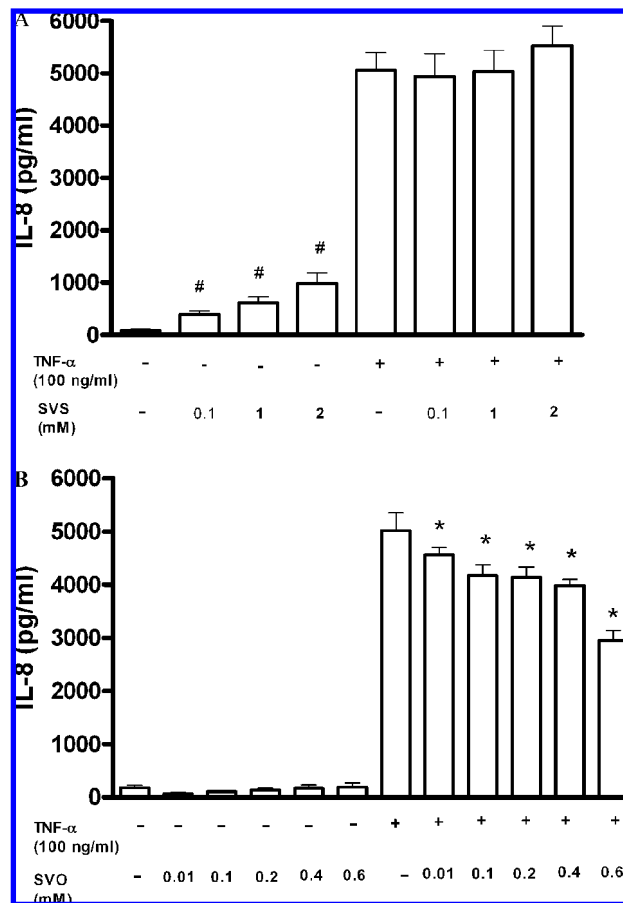 A
IL-8 (pg/ml)
6000
5000
4000
3000
2000
1000
0
# # #
TNF-α - - - - + + + +
(100 ng/ml)
SVS - 0.1 1 2 - 0.1 1 2
(mM)
B
IL-8 (pg/ml)
6000
5000
4000
3000
2000
1000
0
* * * * *
TNF-α - - - - - - + + + + + +
(100 ng/ml)
SVO - 0.01 0.1 0.2 0.4 0.6 - 0.01 0.1 0.2 0.4 0.6
(mM)